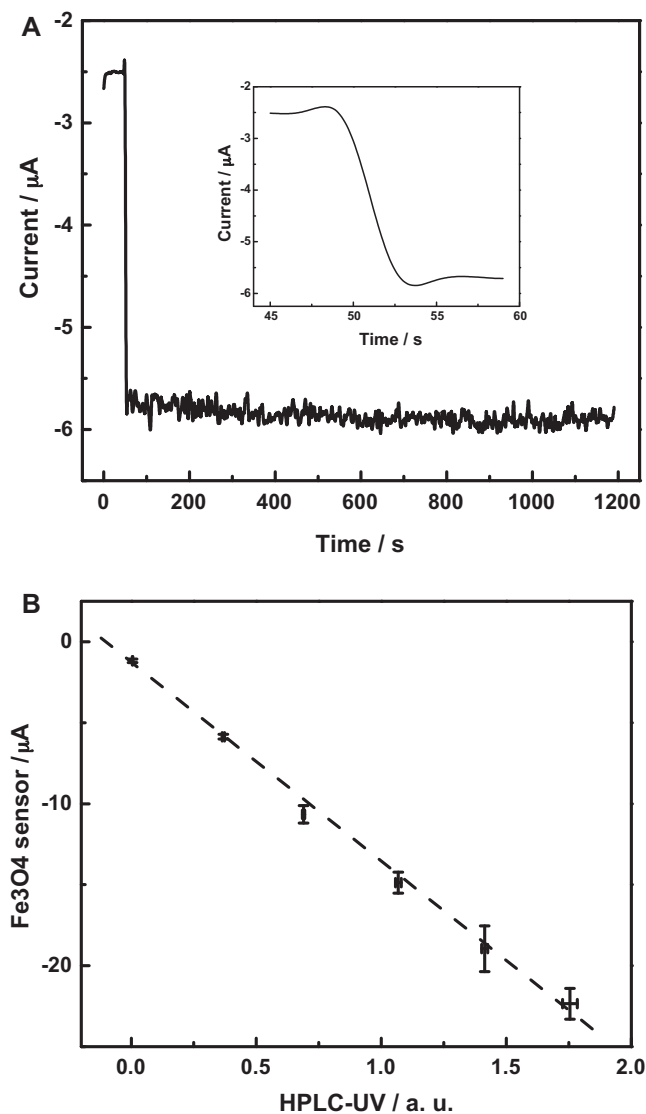 A
-2
-3
-4
-5
-6
Current / μA
0 200 400 600 800 1000 1200
Time / s
-2
-3
-4
-5
-6
Current / μA
45 50 55 60
Time / s
B
0
-10
-20
Fe3O4 sensor /μA
0.0 0.5 1.0 1.5 2.0
HPLC-UV / a. u.